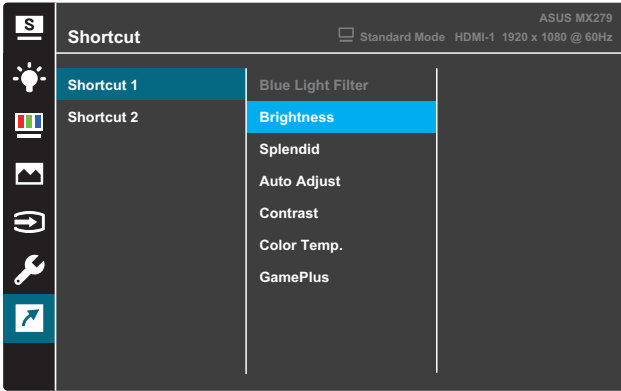 S
ASUS MX279
Shortcut
Standard Mode HDMI-1 1920 x 1080 @ 60Hz
Shortcut 1
Shortcut 2
Blue Light Filter
Brightness
Splendid
Auto Adjust
Contrast
Color Temp.
GamePlus